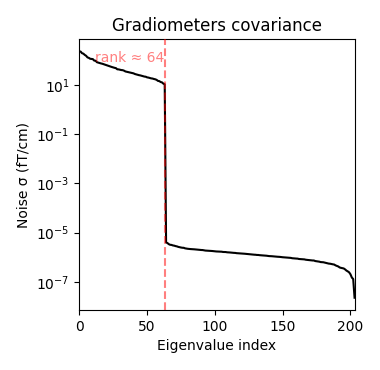 Gradiometers covariance
rank ≈ 64
Noise σ (fT/cm)
10¹
10⁻¹
10⁻³
10⁻⁵
10⁻⁷
0 50 100 150 200
Eigenvalue index